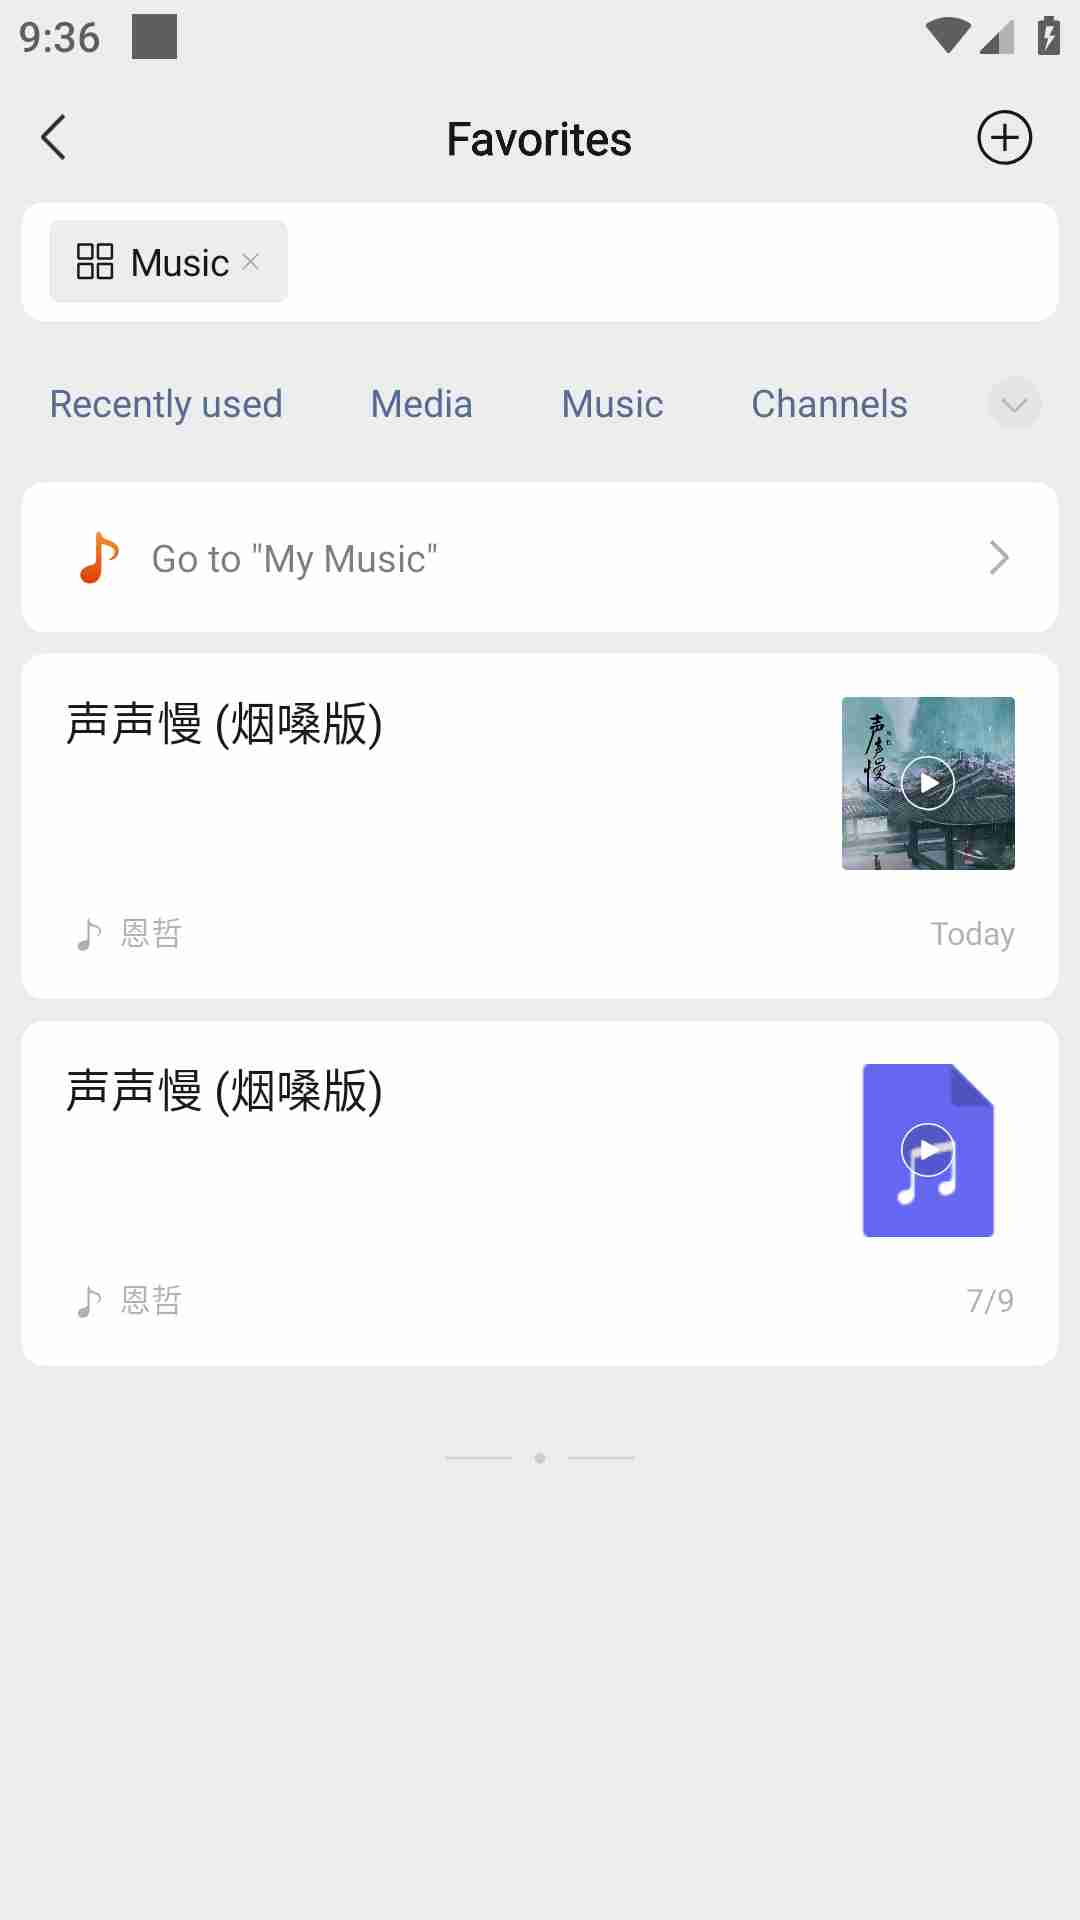 9:36
Favorites
Music
Recently used Media Music Channels
Go to "My Music"
声声慢 (烟嗓版)
声声慢
恩哲 Today
声声慢 (烟嗓版)
恩哲 7/9